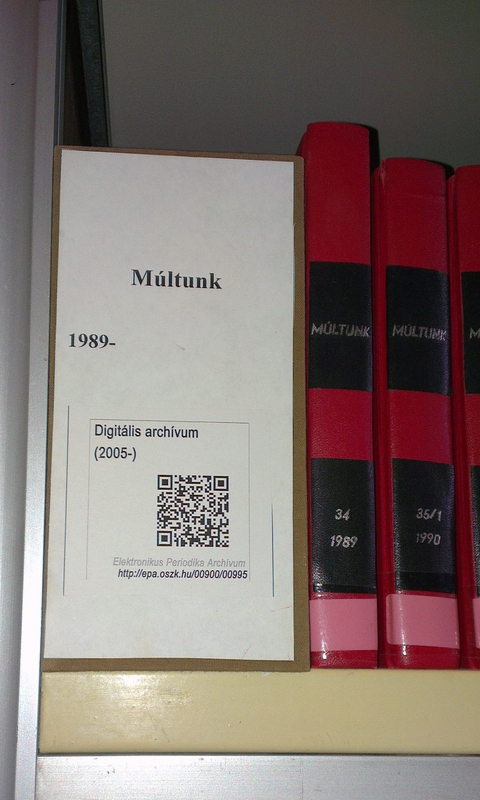 Múltunk
1989-
Digitális archívum
(2005-)
Elektronikus Periodika Archívum
http://epa.oszk.hu/00900/00995
MÚLTUNK
34
1989
MÚLTUNK
35/1
1990
M